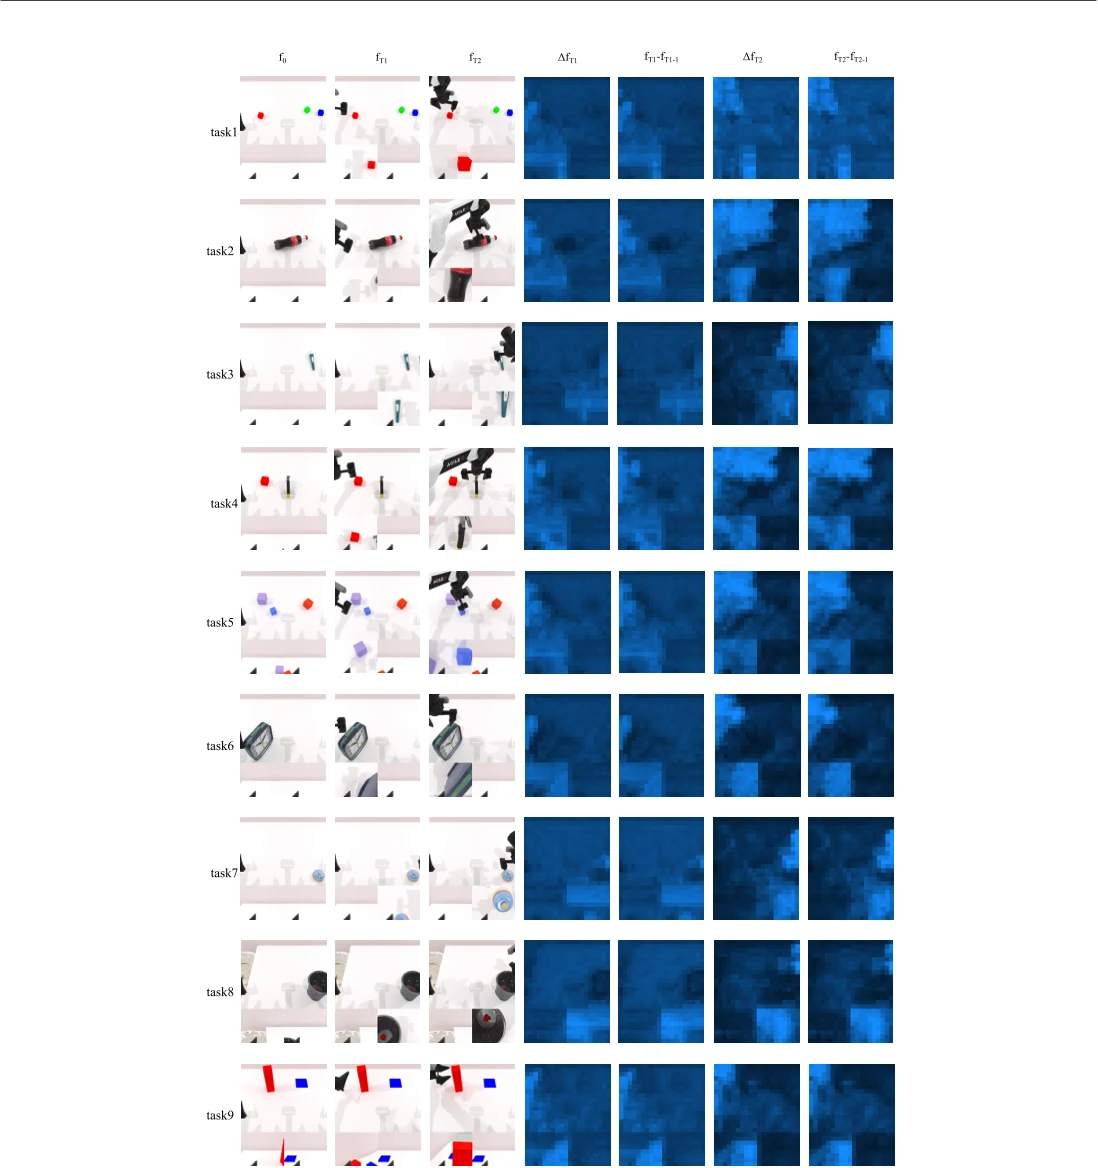 f0 fT1 fT2 ΔfT1 fT1-fT1-1 ΔfT2 fT2-fT2-1
task1
task2
task3
task4
task5
task6
task7
task8
task9